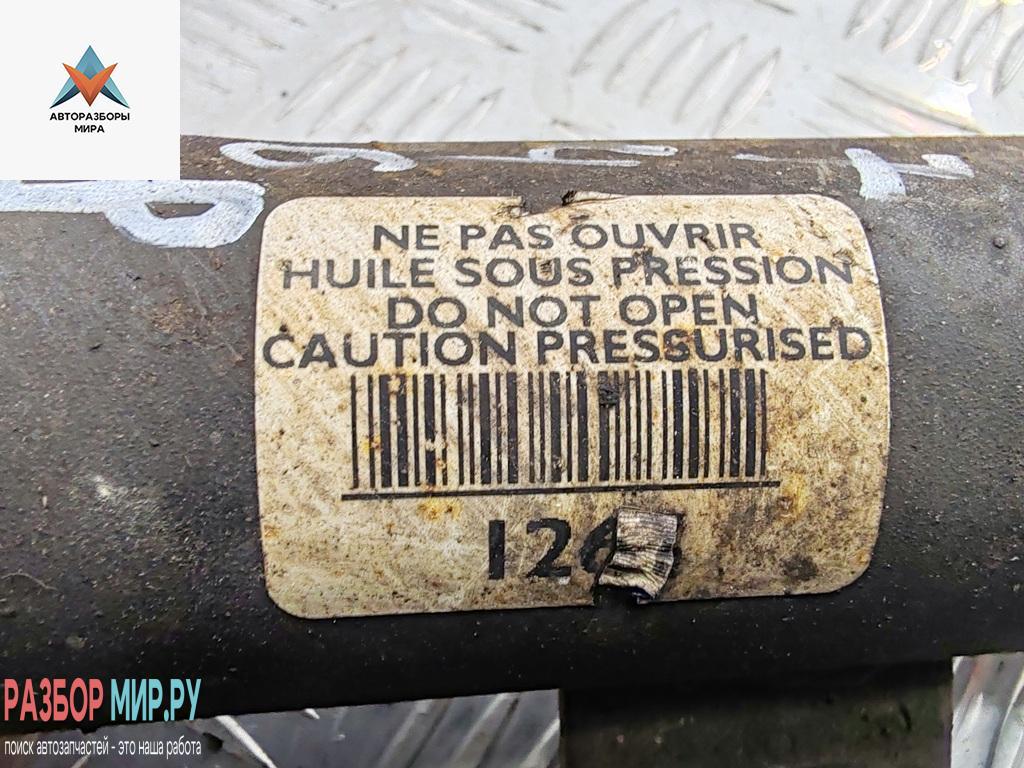 АВТОРАЗБОРЫ
МИРА
NE PAS OUVRIR
HUILE SOUS PRESSION
DO NOT OPEN
CAUTION PRESSURISED
РАЗБОР МИР.РУ
поиск автозапчастей - это наша работа